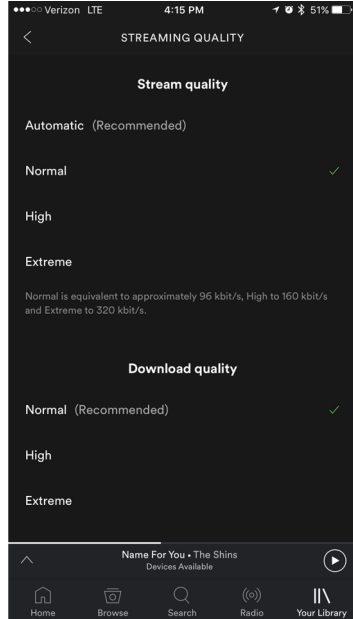 Verizon LTE 4:15 PM 51%
STREAMING QUALITY
Stream quality
Automatic (Recommended)
Normal
High
Extreme
Normal is equivalent to approximately 96 kbit/s, High to 160 kbit/s
and Extreme to 320 kbit/s.
Download quality
Normal (Recommended)
High
Extreme
Name For You • The Shins
Devices Available
Home Browse Search Radio Your Library